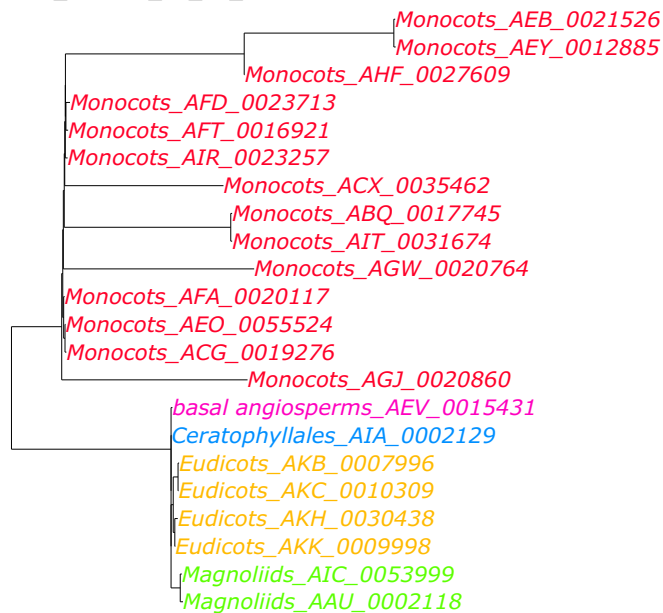 Monocots_AEB_0021526
Monocots_AEY_0012885
Monocots_AHF_0027609
Monocots_AFD_0023713
Monocots_AFT_0016921
Monocots_AIR_0023257
Monocots_ACX_0035462
Monocots_ABQ_0017745
Monocots_AIT_0031674
Monocots_AGW_0020764
Monocots_AFA_0020117
Monocots_AEO_0055524
Monocots_ACG_0019276
Monocots_AGJ_0020860
basal angiosperms_AEV_0015431
Ceratophyllales_AIA_0002129
Eudicots_AKB_0007996
Eudicots_AKC_0010309
Eudicots_AKH_0030438
Eudicots_AKK_0009998
Magnoliids_AIC_0053999
Magnoliids_AAU_0002118